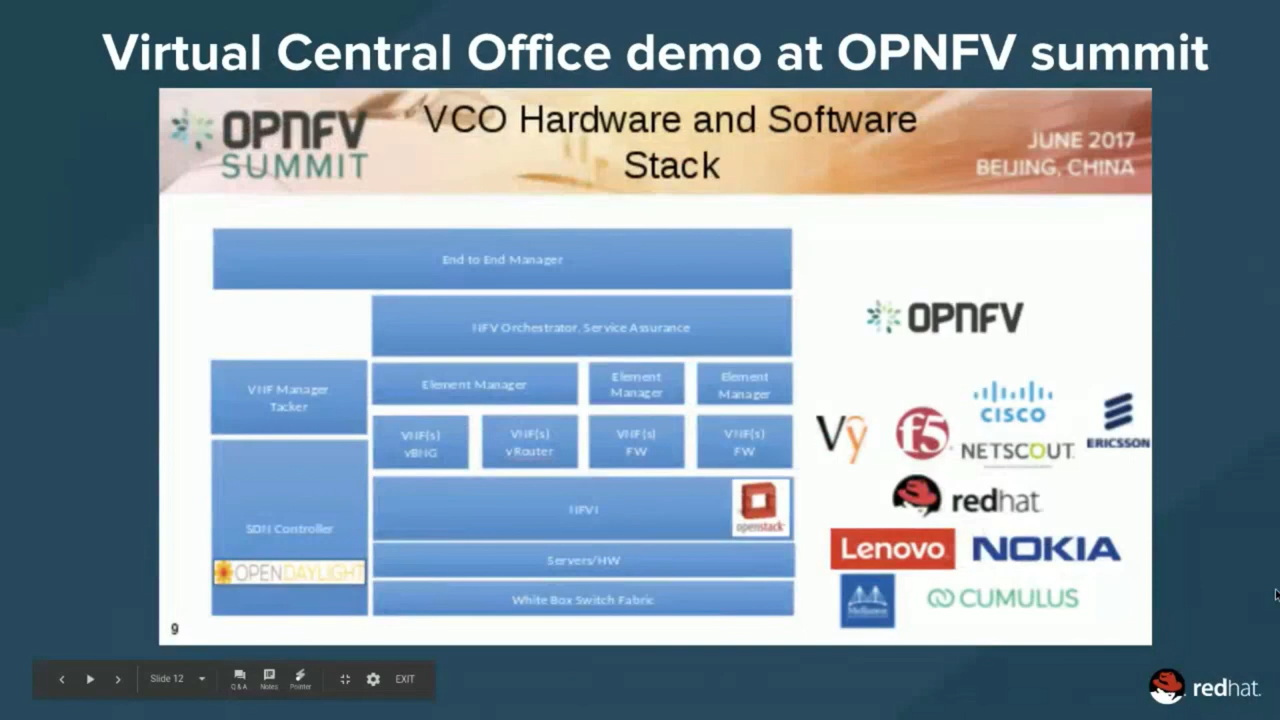 Virtual Central Office demo at OPNFV summit
OPNFV
SUMMIT
VCO Hardware and Software
Stack
JUNE 2017
BEIJING, CHINA
End to End Manager
NFV Orchestrator, Service Assurance
VNF Manager
Tacker
Element Manager
Element
Manager
Element
Manager
VNF(s)
vBNG
VNF(s)
vRouter
VNF(s)
FW
VNF(s)
FW
SDN Controller
OPENDAYLIGHT
NFVI
openstack
Servers/HW
White Box Switch Fabric
OPNFV
Vy
f5
CISCO
NETSCOUT
ERICSSON
redhat
Lenovo
NOKIA
Mellanox
CUMULUS
9
Slide 12
Q&A
Notes
Pointer
EXIT
redhat.